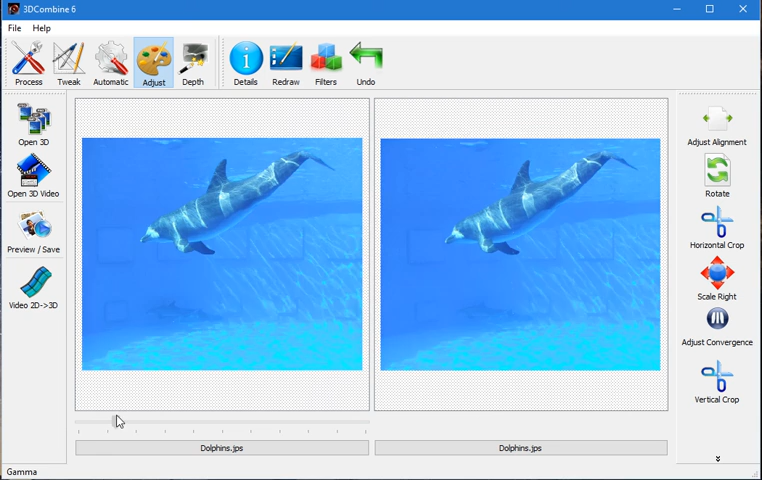 3DCombine 6
File Help
Process Tweak Automatic Adjust Depth Details Redraw Filters Undo
Open 3D
Open 3D Video
Preview / Save
Video 2D->3D
Adjust Alignment
Rotate
Horizontal Crop
Scale Right
Adjust Convergence
Vertical Crop
Dolphins.jps Dolphins.jps
Gamma